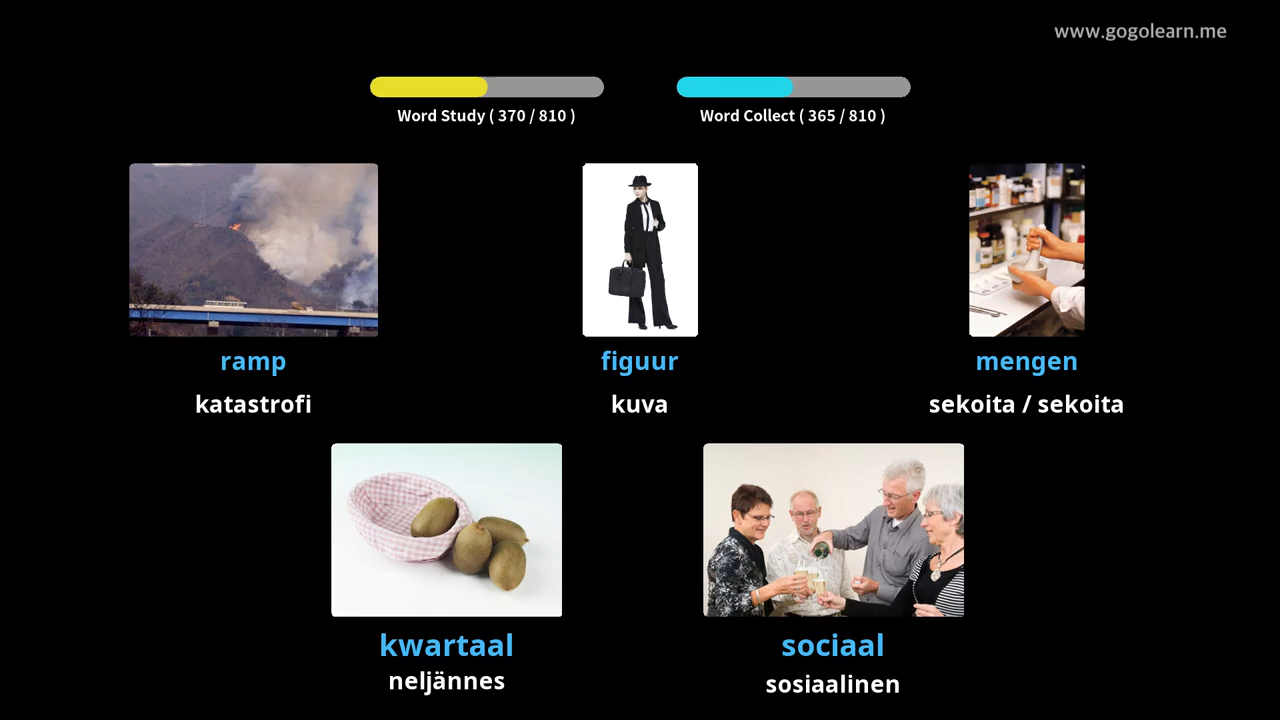 www.gogolearn.me
Word Study ( 370 / 810 )
Word Collect ( 365 / 810 )
ramp
figuur
mengen
katastrofi
kuva
sekoita / sekoita
kwartaal
sociaal
neljännes
sosiaalinen